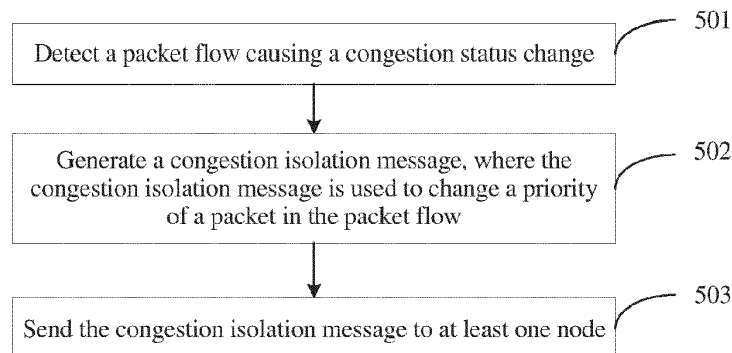 501
Detect a packet flow causing a congestion status change
502
Generate a congestion isolation message, where the
congestion isolation message is used to change a priority
of a packet in the packet flow
503
Send the congestion isolation message to at least one node